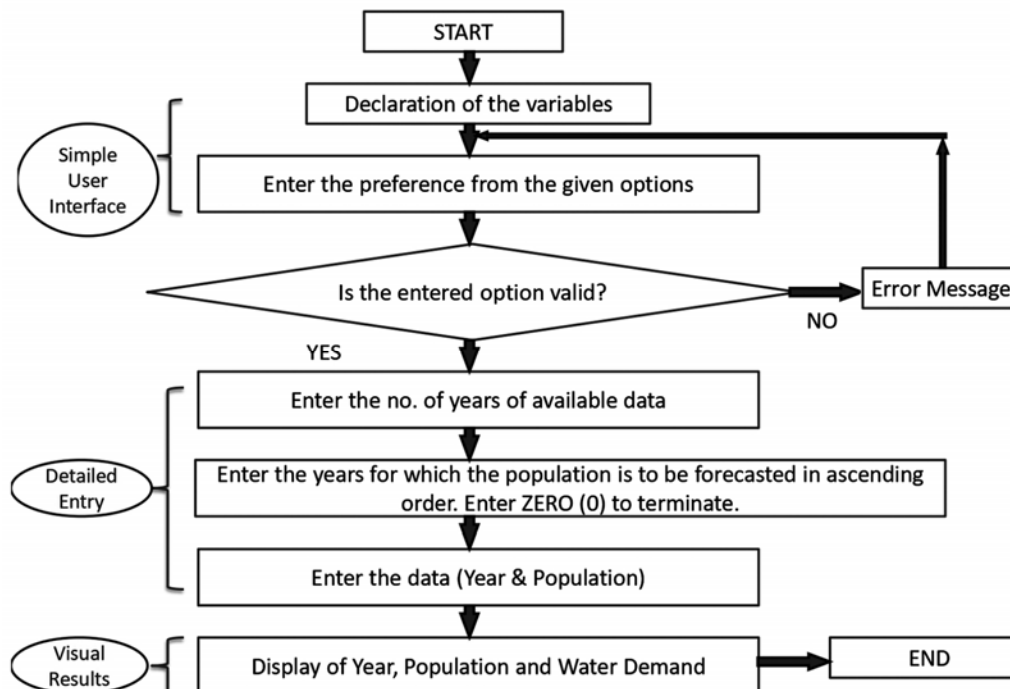 START
Declaration of the variables
Simple
User
Interface
Enter the preference from the given options
Is the entered option valid?
Error Message
NO
YES
Enter the no. of years of available data
Detailed
Entry
Enter the years for which the population is to be forecasted in ascending
order. Enter ZERO (0) to terminate.
Enter the data (Year & Population)
Visual
Results
Display of Year, Population and Water Demand
END